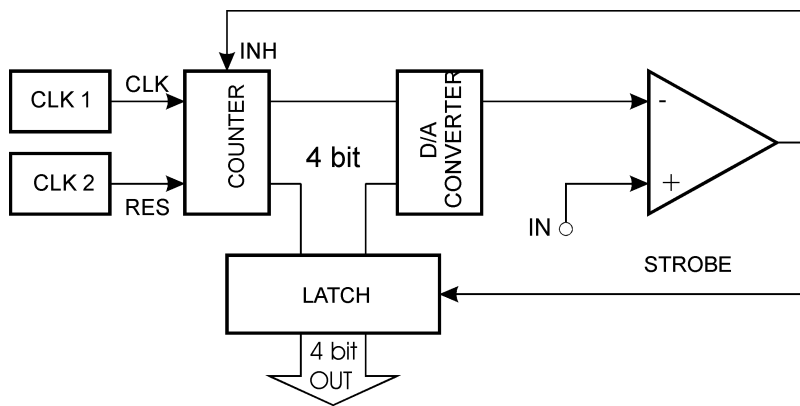 INH
CLK 1
CLK
COUNTER
D/A
CONVERTER
-
4 bit
CLK 2
RES
+
IN
STROBE
LATCH
4 bit
OUT